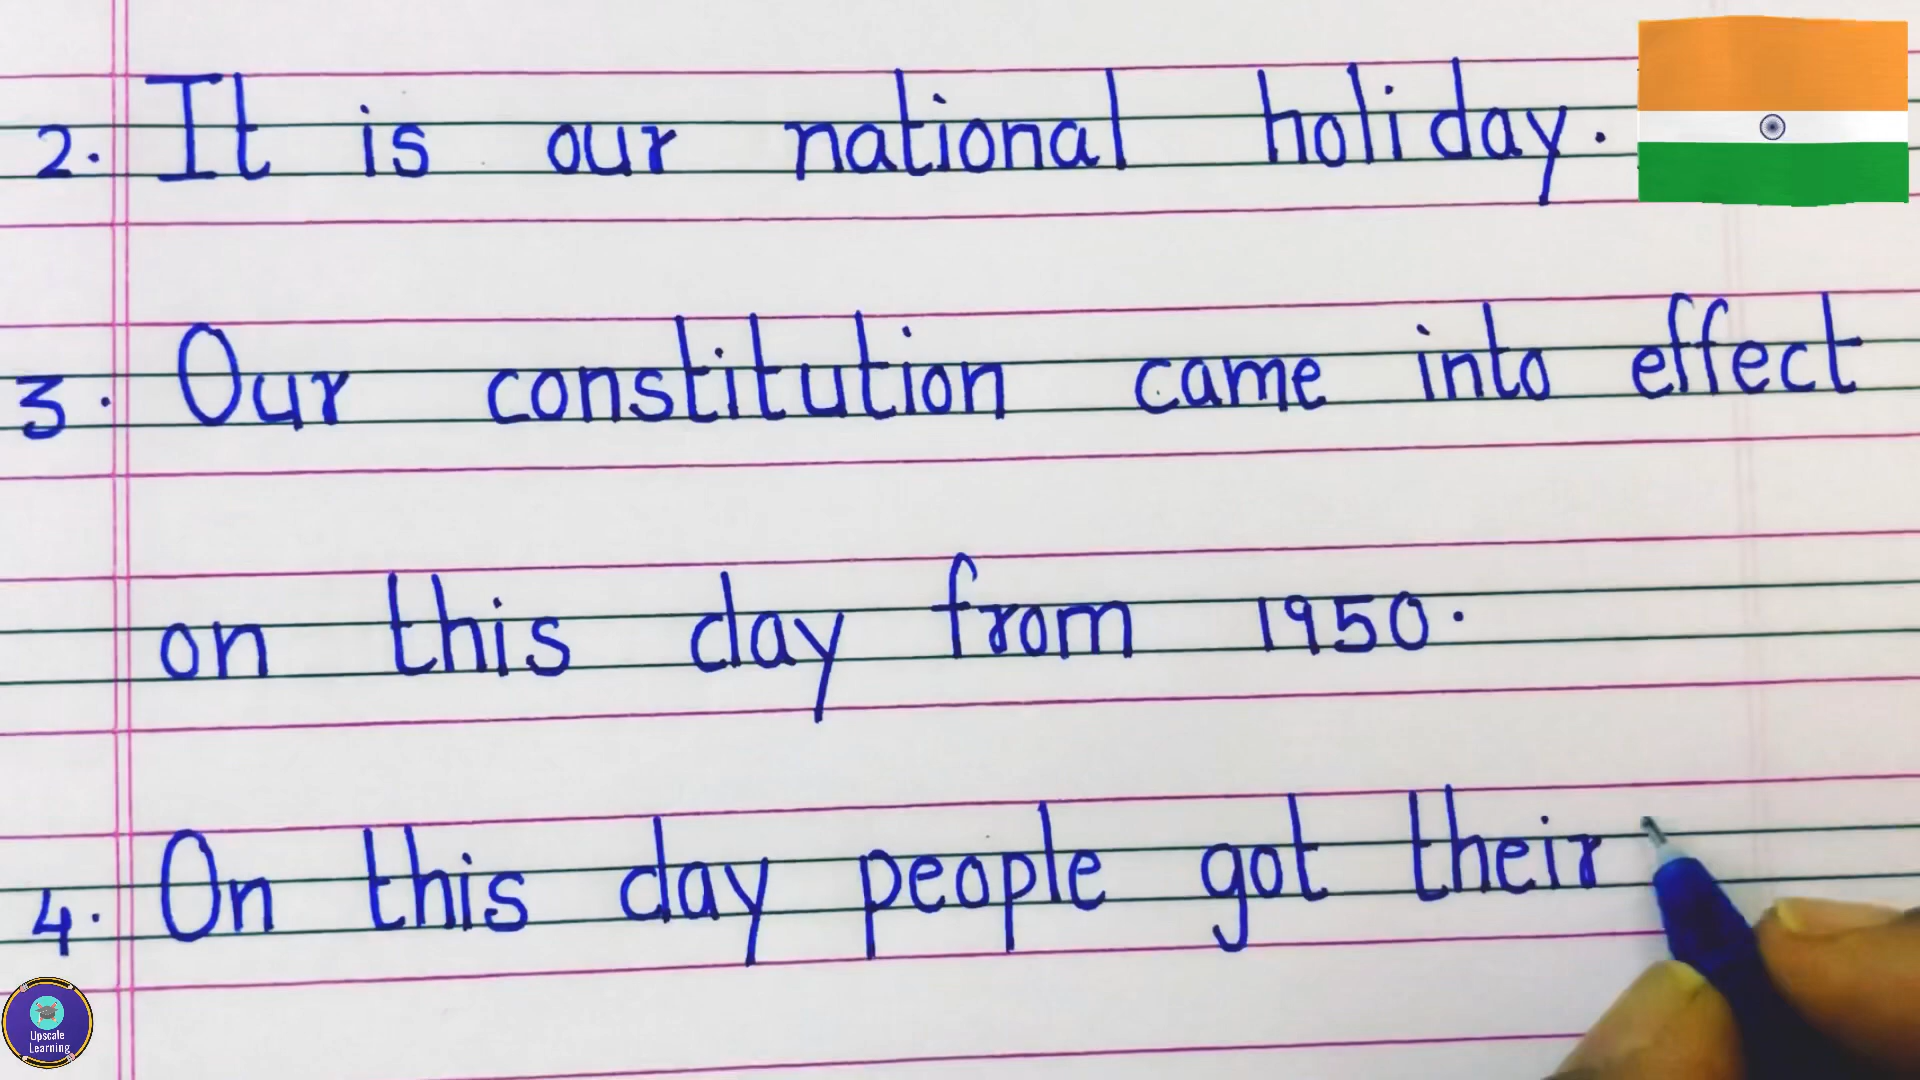 2. It is our national holiday.
3. Our constitution came into effect
on this day from 1950.
4. On this day people got their
Upscale
Learning